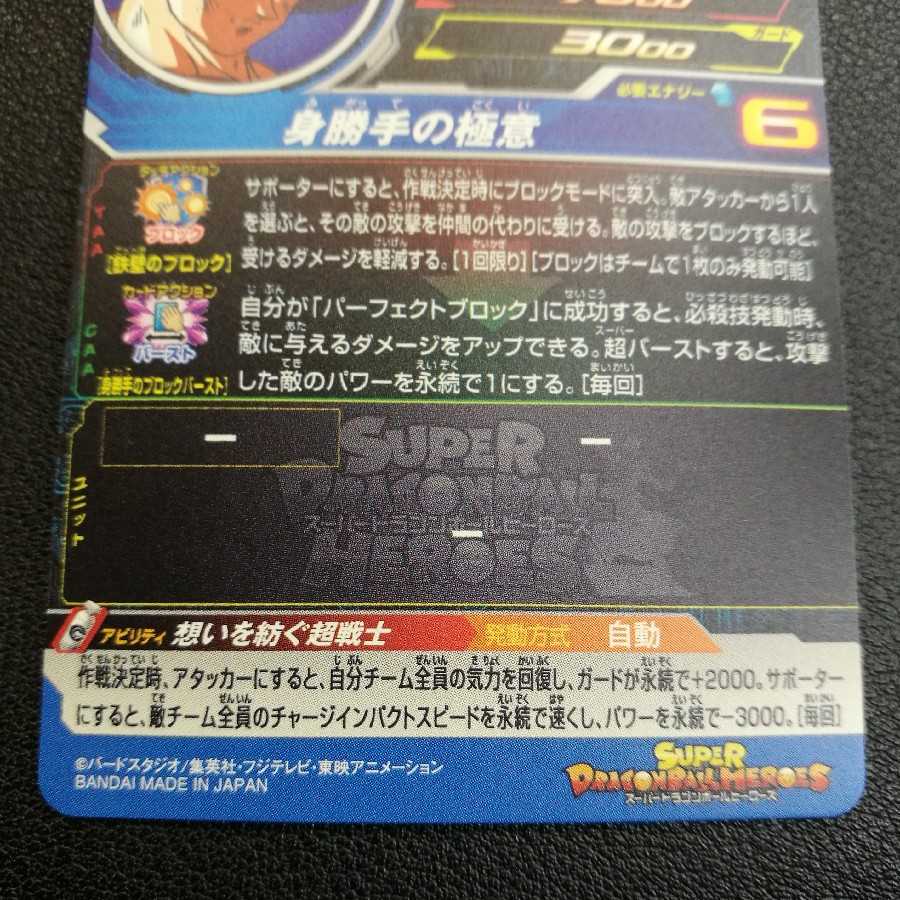 ガード
3000
必要エナジー
6
身勝手の極意
タッチアクション
ブロック
[鉄壁のブロック]
TAA
サポーターにすると、作戦決定時にブロックモードに突入。敵アタッカーから1人
を選ぶと、その敵の攻撃を仲間の代わりに受ける。敵の攻撃をブロックするほど、
受けるダメージを軽減する。[1回限り][ブロックはチームで1枚のみ発動可能]
カードアクション
バースト
[身勝手のブロックバースト]
CAA
自分が「パーフェクトブロック」に成功すると、必殺技発動時、
敵に与えるダメージをアップできる。超バーストすると、攻撃
した敵のパワーを永続で1にする。[毎回]
ユニット
ー
ー
ー
SUPER
DRAGONBALL
スーパードラゴンボールヒーローズ
HEROES
アビリティ 想いを紡ぐ超戦士 発動方式 自動
作戦決定時、アタッカーにすると、自分チーム全員の気力を回復し、ガードが永続で+2000。サポーター
にすると、敵チーム全員のチャージインパクトスピードを永続で速くし、パワーを永続で-3000。[毎回]
©バードスタジオ/集英社・フジテレビ・東映アニメーション
BANDAI MADE IN JAPAN
SUPER
DRAGONBALL HEROES
スーパードラゴンボールヒーローズ